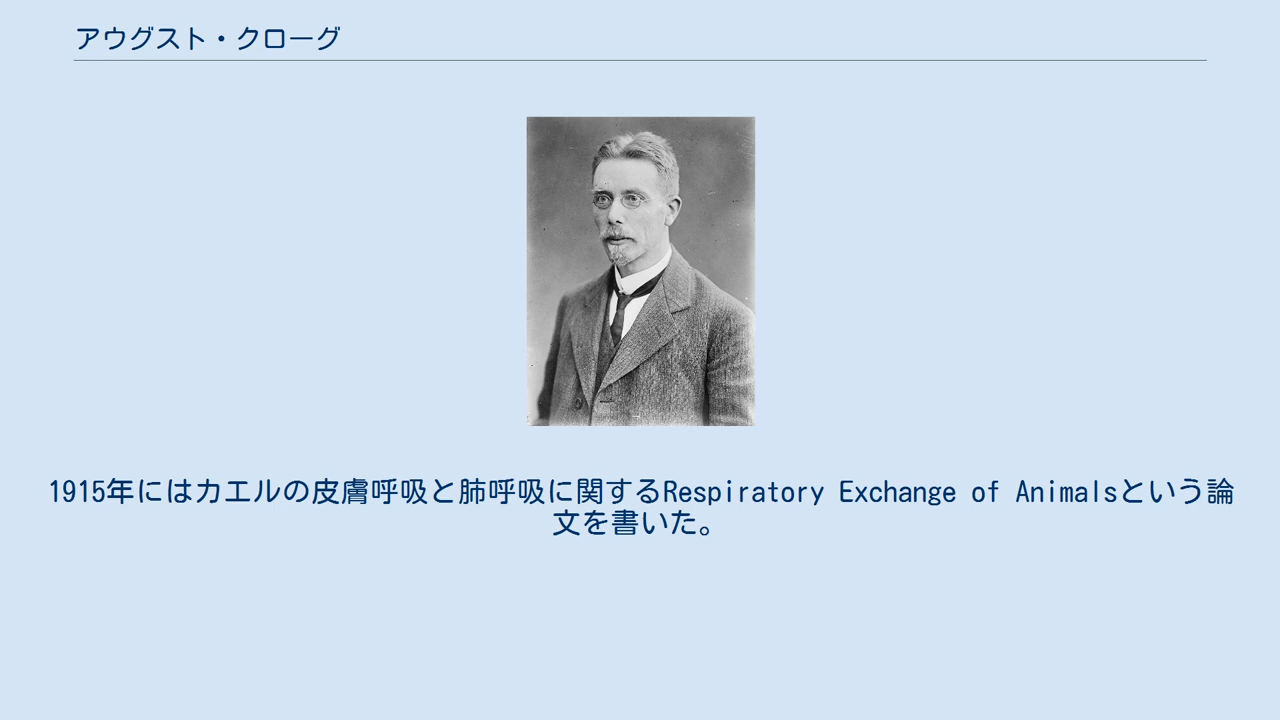 アウグスト・クローグ
1915年にはカエルの皮膚呼吸と肺呼吸に関するRespiratory Exchange of Animalsという論
文を書いた。